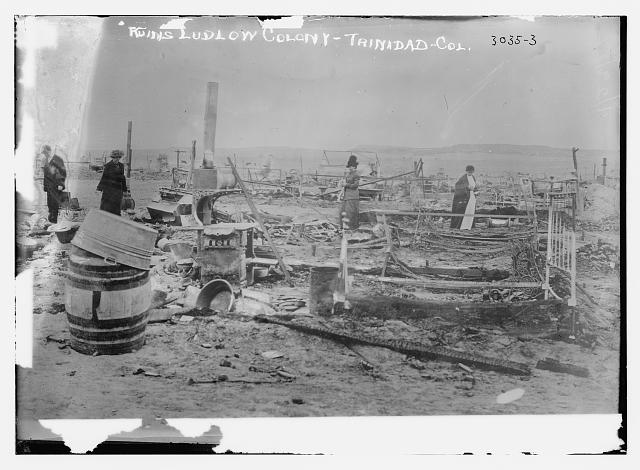 RUINS LUDLOW COLONY - TRINIDAD - COL. 3035-3